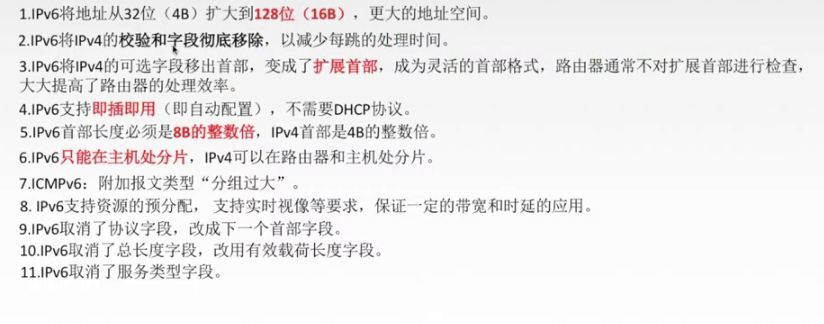 1.IPv6将地址从32位（4B）扩大到128位（16B），更大的地址空间。
2.IPv6将IPv4的校验和字段彻底移除，以减少每跳的处理时间。
3.IPv6将IPv4的可选字段移出首部，变成了扩展首部，成为灵活的首部格式，路由器通常不对扩展首部进行检查，
大大提高了路由器的处理效率。
4.IPv6支持即插即用（即自动配置），不需要DHCP协议。
5.IPv6首部长度必须是8B的整数倍，IPv4首部是4B的整数倍。
6.IPv6只能在主机处分片，IPv4可以在路由器和主机处分片。
7.ICMPv6：附加报文类型“分组过大”。
8. IPv6支持资源的预分配， 支持实时视像等要求，保证一定的带宽和时延的应用。
9.IPv6取消了协议字段，改成下一个首部字段。
10.IPv6取消了总长度字段，改用有效载荷长度字段。
11.IPv6取消了服务类型字段。